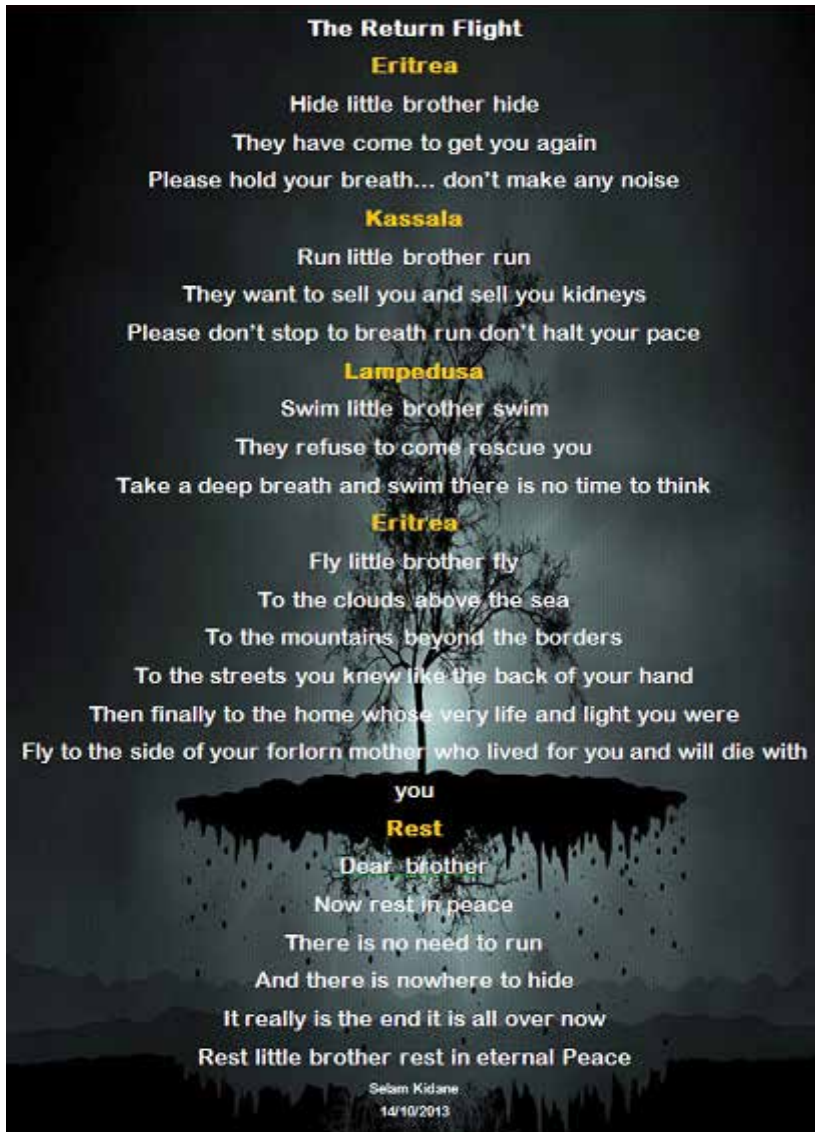 The Return Flight
Eritrea
Hide little brother hide
They have come to get you again
Please hold your breath... don't make any noise
Kassala
Run little brother run
They want to sell you and sell you kidneys
Please don't stop to breath run don't halt your pace
Lampedusa
Swim little brother swim
They refuse to come rescue you
Take a deep breath and swim there is no time to think
Eritrea
Fly little brother fly
To the clouds above the sea
To the mountains beyond the borders
To the streets you knew like the back of your hand
Then finally to the home whose very life and light you were
Fly to the side of your forlorn mother who lived for you and will die with
you
Rest
Dear brother
Now rest in peace
There is no need to run
And there is nowhere to hide
It really is the end it is all over now
Rest little brother rest in eternal Peace
Selam Kidane
14/10/2013